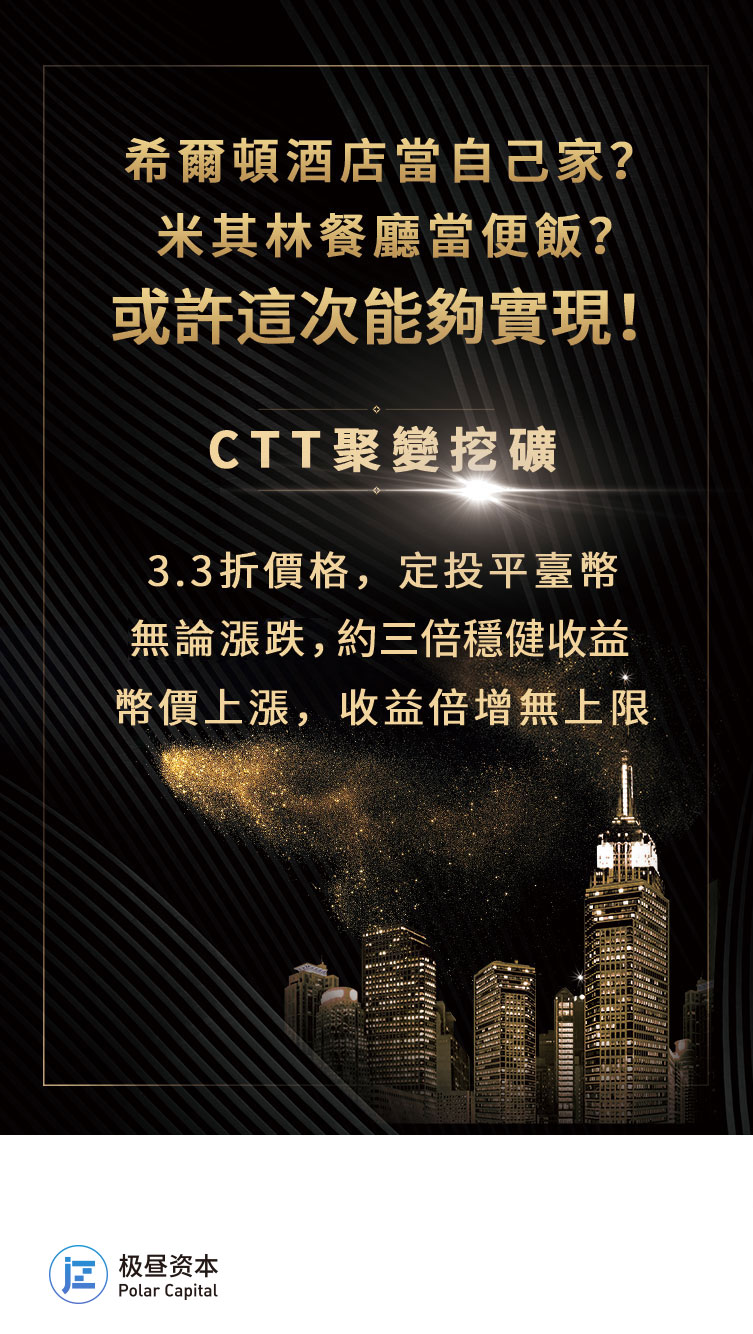 希爾頓酒店當自己家？
米其林餐廳當便飯？
或許這次能夠實現！
CTT聚變挖礦
3.3折價格，定投平臺幣
無論漲跌，約三倍穩健收益
幣價上漲，收益倍增無上限
极昼资本
Polar Capital